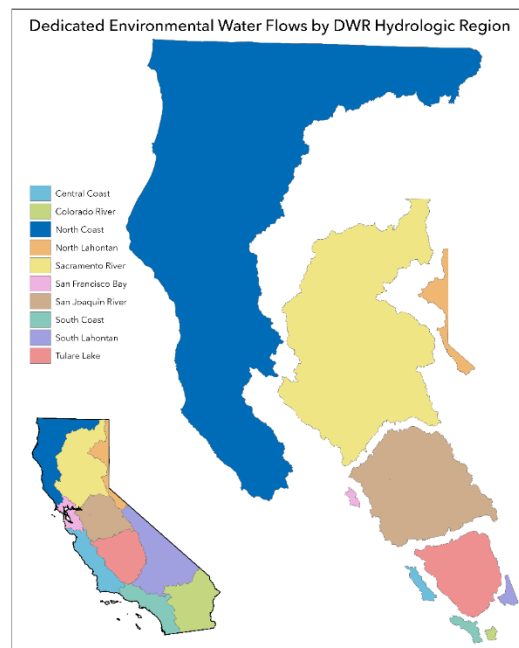 Dedicated Environmental Water Flows by DWR Hydrologic Region
Central Coast
Colorado River
North Coast
North Lahontan
Sacramento River
San Francisco Bay
San Joaquin River
South Coast
South Lahontan
Tulare Lake